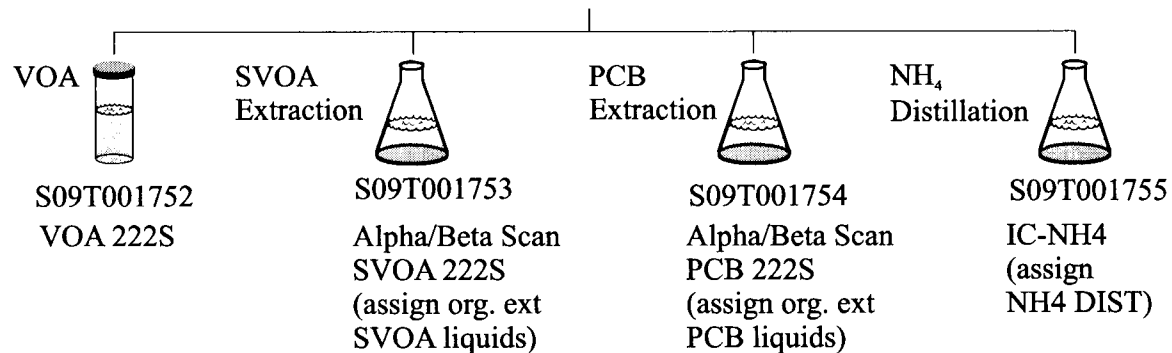 VOA
SVOA
Extraction
PCB
Extraction
NH₄
Distillation
S09T001752
VOA 222S
S09T001753
Alpha/Beta Scan
SVOA 222S
(assign org. ext
SVOA liquids)
S09T001754
Alpha/Beta Scan
PCB 222S
(assign org. ext
PCB liquids)
S09T001755
IC-NH4
(assign
NH4 DIST)